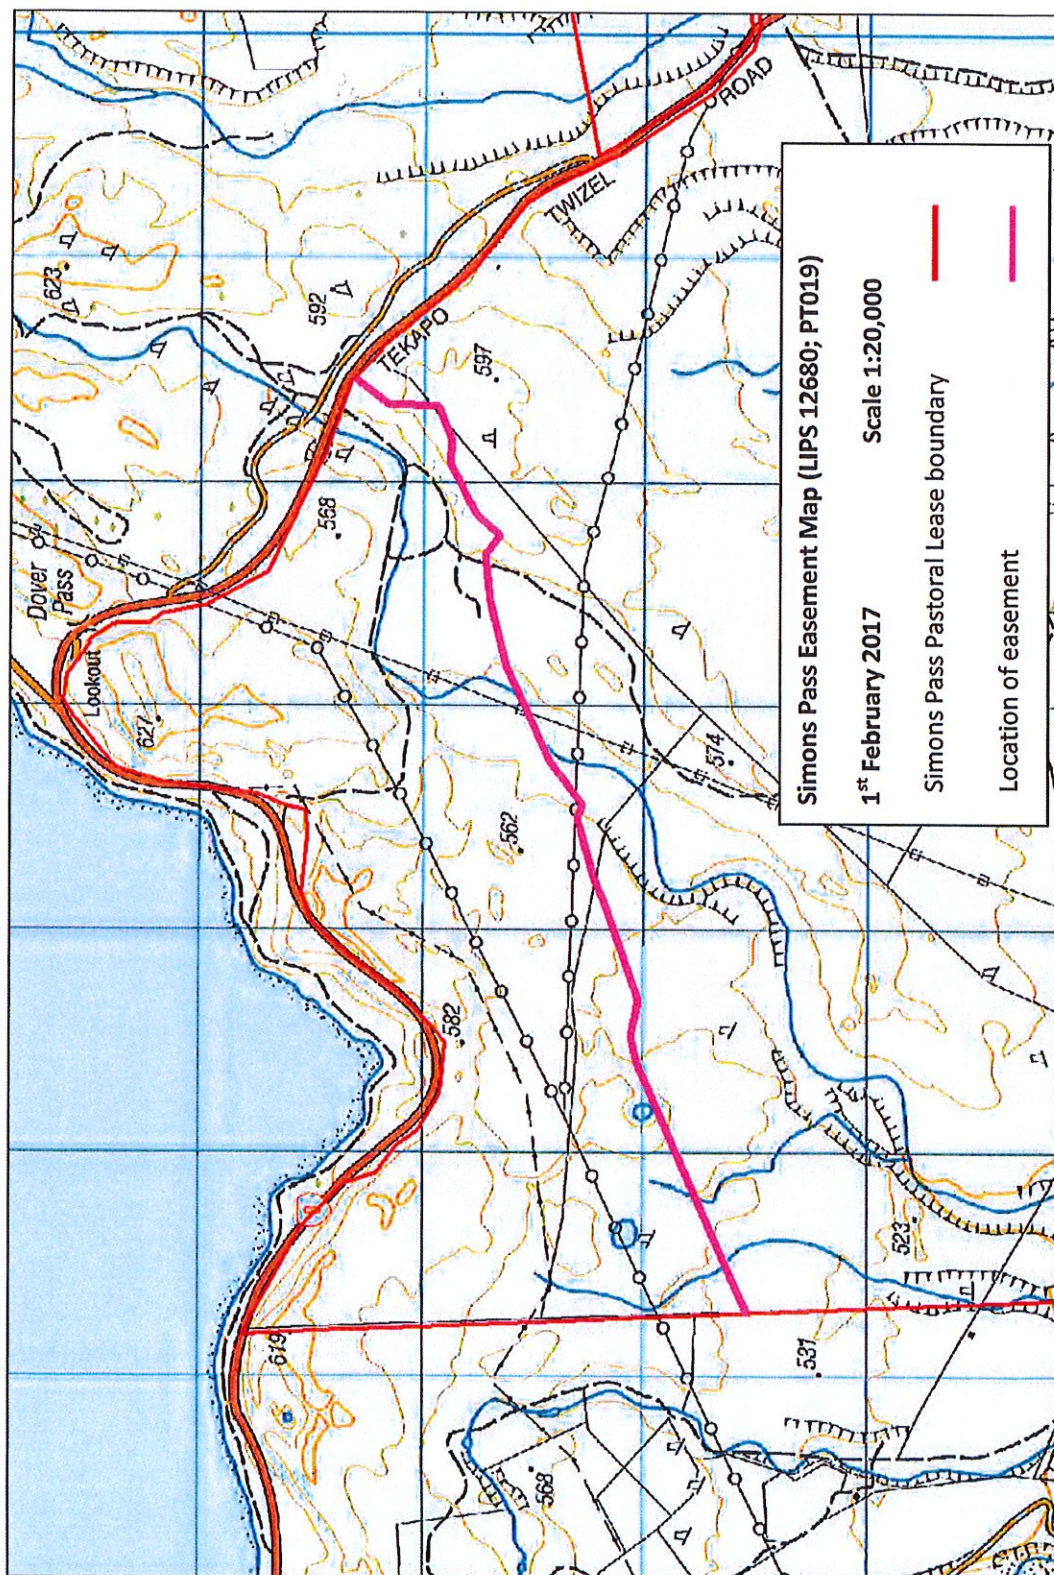 Dover
Pass
Lookout
623
592
TEKAPO
TWIZEL
ROAD
597
568
627
562
574
582
619
523
531
568
Simons Pass Easement Map (LIPS 12680; PT019)
1st February 2017 Scale 1:20,000
Simons Pass Pastoral Lease boundary
Location of easement